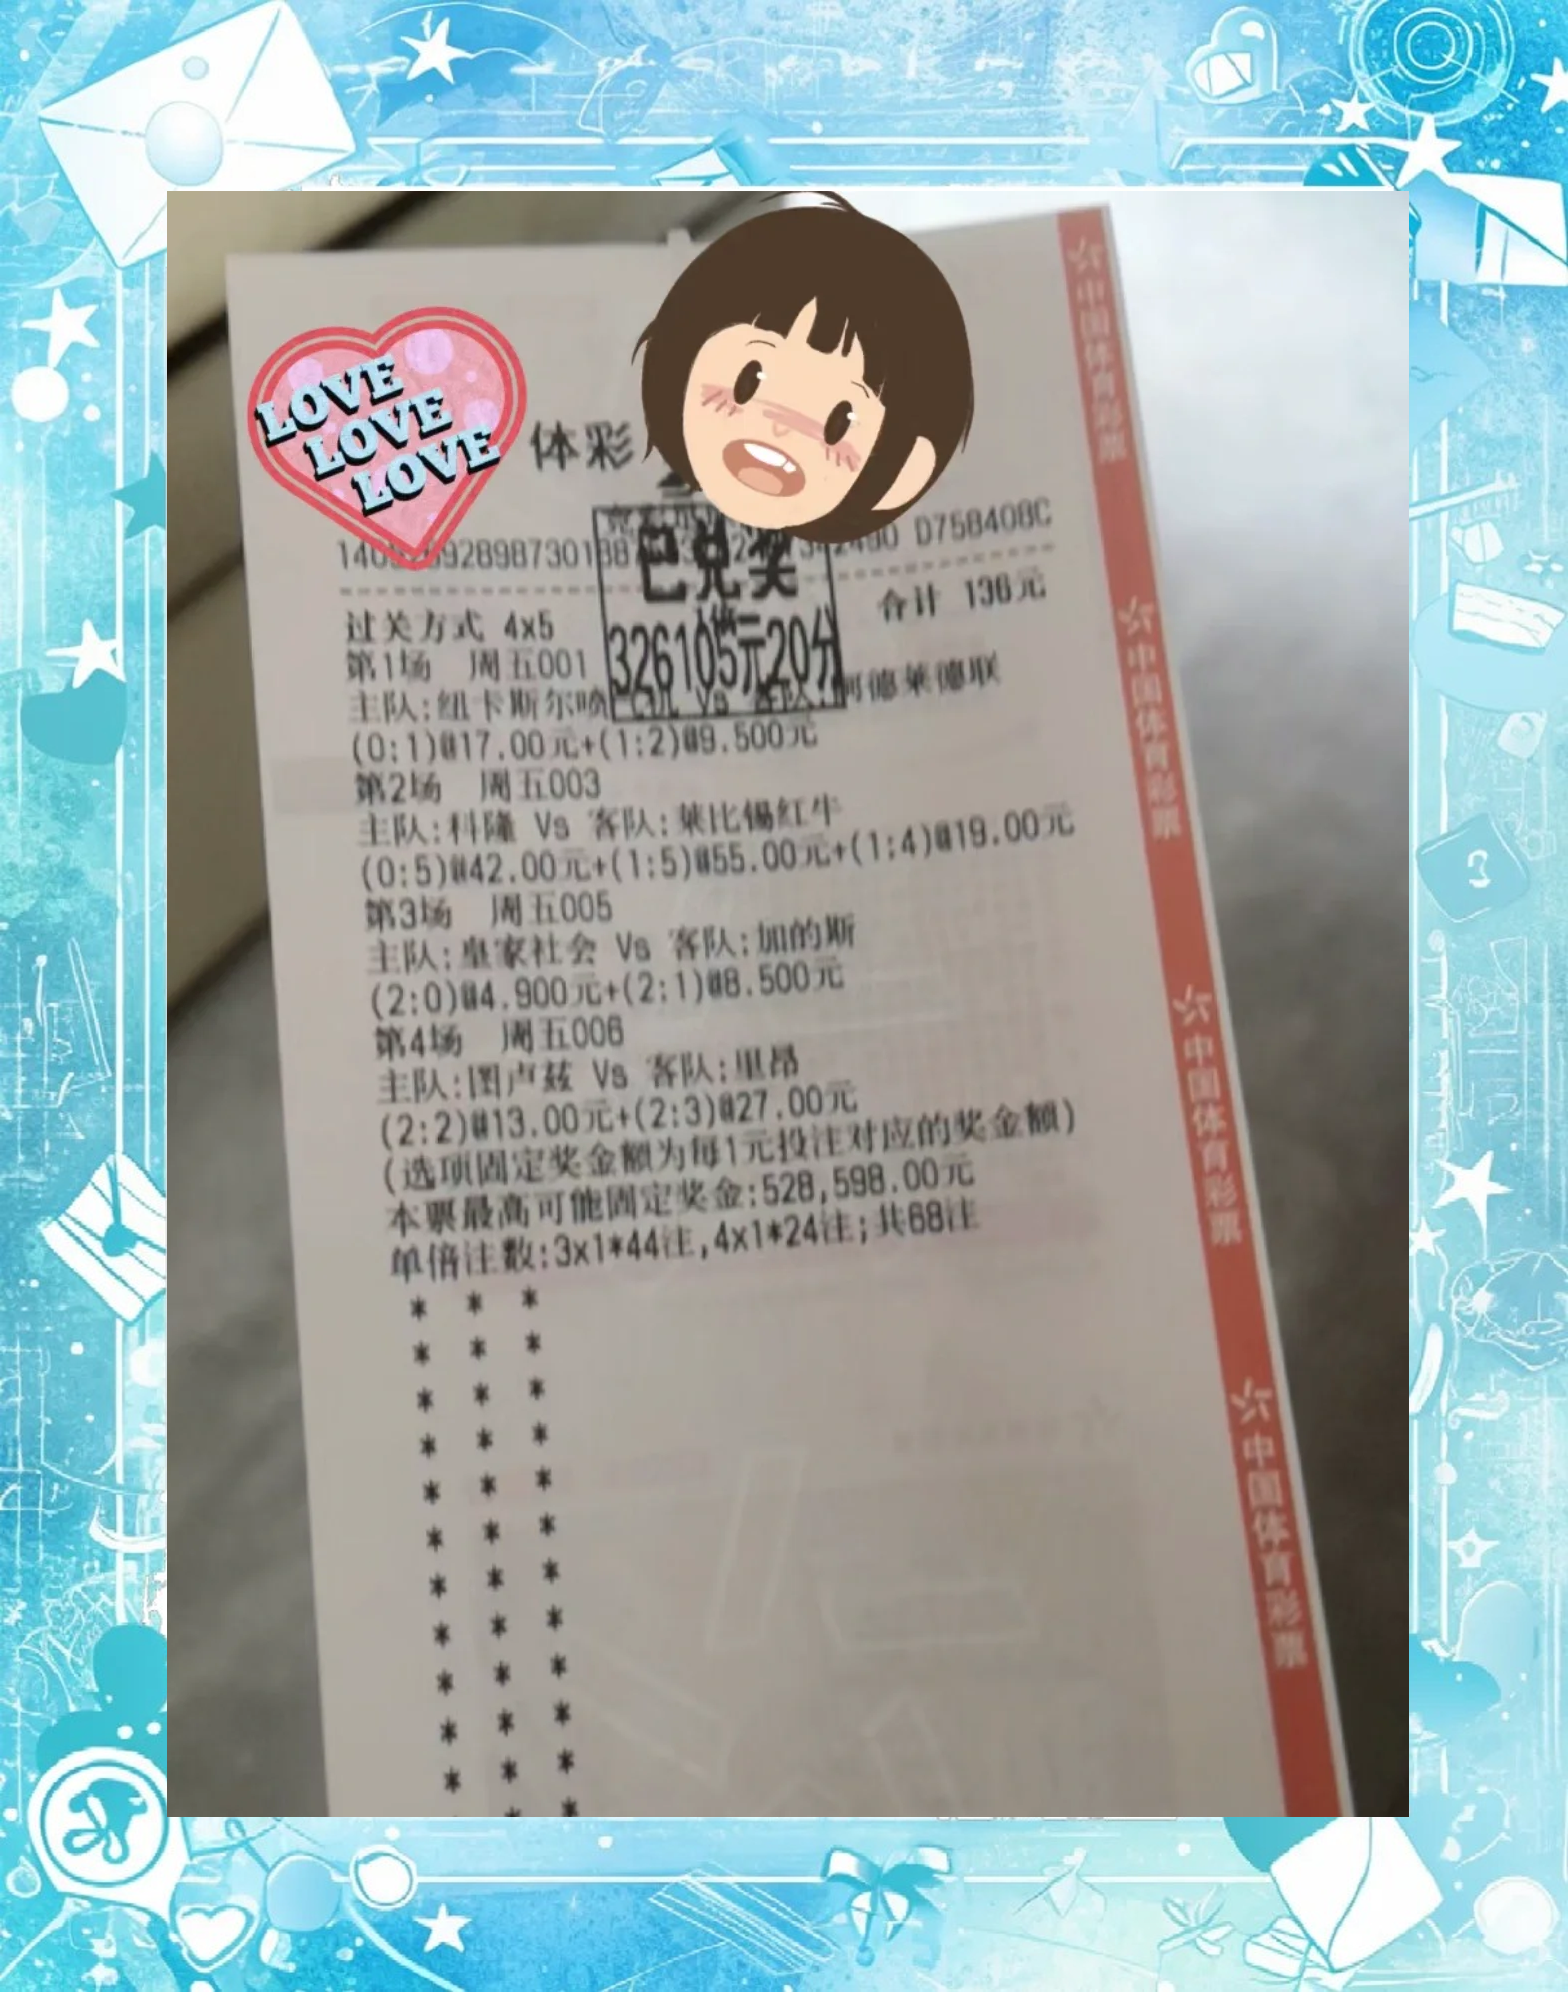 LOVE
LOVE
LOVE
体彩
D75B408C
已兑奖
326105元20分
过关方式 4x5
合计 136元
第1场 周五001
主队:纽卡斯尔喷气机 Vs 客队:阿德莱德联
(0:1)@17.00元+(1:2)@9.500元
第2场 周五003
主队:科隆 Vs 客队:莱比锡红牛
(0:5)@42.00元+(1:5)@55.00元+(1:4)@19.00元
第3场 周五005
主队:皇家社会 Vs 客队:加的斯
(2:0)@4.900元+(2:1)@8.500元
第4场 周五006
主队:图卢兹 Vs 客队:里昂
(2:2)@13.00元+(2:3)@27.00元
(选项固定奖金额为每1元投注对应的奖金额)
本票最高可能固定奖金:528,598.00元
单倍注数:3x1*44注,4x1*24注;共68注
* * *
* * *
* * *
* * *
* * *
* * *
* * *
* * *
* * *
* * *
* * *
* *
中国体育彩票
中国体育彩票
中国体育彩票
中国体育彩票